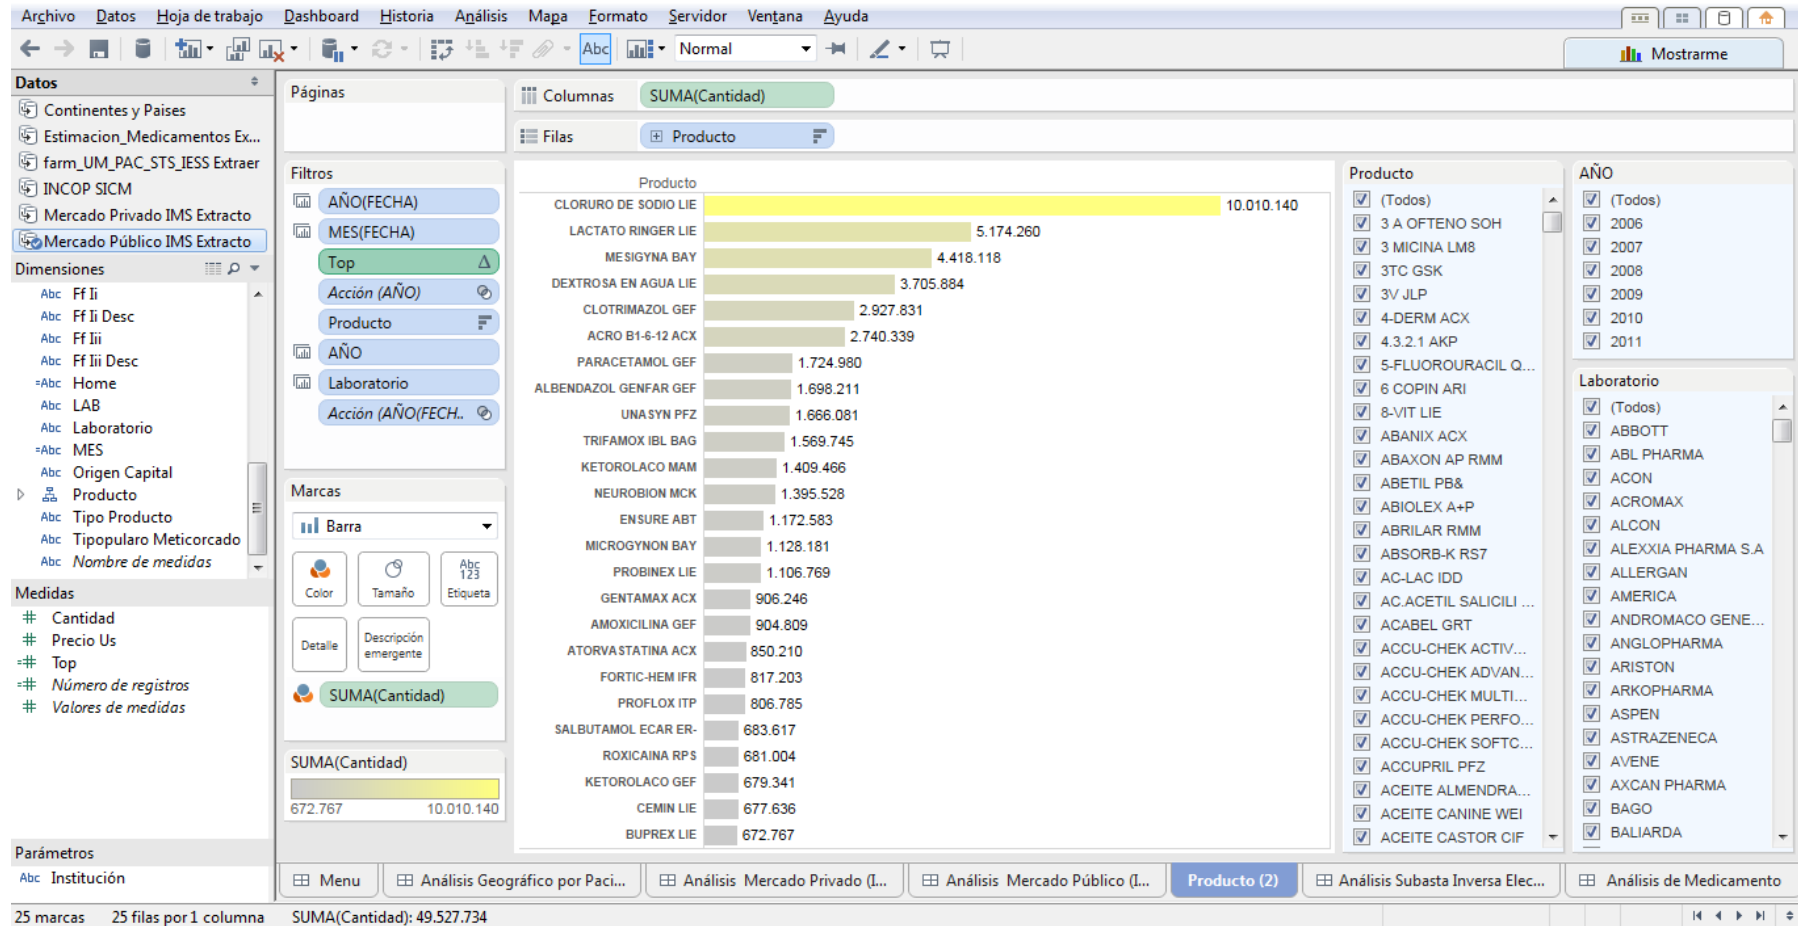 Archivo Datos Hoja de trabajo Dashboard Historia Análisis Mapa Formato Servidor Ventana Ayuda
Abc Normal Mostrarme
Datos
Continentes y Paises
Estimacion_Medicamentos Ex...
farm_UM_PAC_STS_IESS Extraer
INCOP SICM
Mercado Privado IMS Extracto
Mercado Público IMS Extracto
Dimensiones
Abc Ff Ii
Abc Ff Ii Desc
Abc Ff Iii
Abc Ff Iii Desc
=Abc Home
Abc LAB
Abc Laboratorio
=Abc MES
Abc Origen Capital
Producto
Abc Tipo Producto
Abc Tipopularo Meticorcado
Abc Nombre de medidas
Medidas
# Cantidad
# Precio Us
=# Top
=# Número de registros
# Valores de medidas
Parámetros
Abc Institución
Páginas
Filtros
AÑO(FECHA)
MES(FECHA)
Top Δ
Acción (AÑO)
Producto
AÑO
Laboratorio
Acción (AÑO(FECH..
Marcas
Barra
Color Tamaño Abc 123 Etiqueta
Detalle Descripción emergente
SUMA(Cantidad)
SUMA(Cantidad)
672.767 10.010.140
Columnas SUMA(Cantidad)
Filas Producto
Producto
CLORURO DE SODIO LIE 10.010.140
LACTATO RINGER LIE 5.174.260
MESIGYNA BAY 4.418.118
DEXTROSA EN AGUA LIE 3.705.884
CLOTRIMAZOL GEF 2.927.831
ACRO B1-6-12 ACX 2.740.339
PARACETAMOL GEF 1.724.980
ALBENDAZOL GENFAR GEF 1.698.211
UNASYN PFZ 1.666.081
TRIFAMOX IBL BAG 1.569.745
KETOROLACO MAM 1.409.466
NEUROBION MCK 1.395.528
ENSURE ABT 1.172.583
MICROGYNON BAY 1.128.181
PROBINEX LIE 1.106.769
GENTAMAX ACX 906.246
AMOXICILINA GEF 904.809
ATORVASTATINA ACX 850.210
FORTIC-HEM IFR 817.203
PROFLOX ITP 806.785
SALBUTAMOL ECAR ER- 683.617
ROXICAINA RPS 681.004
KETOROLACO GEF 679.341
CEMIN LIE 677.636
BUPREX LIE 672.767
Producto
(Todos)
3 A OFTENO SOH
3 MICINA LM8
3TC GSK
3V JLP
4-DERM ACX
4.3.2.1 AKP
5-FLUOROURACIL Q...
6 COPIN ARI
8-VIT LIE
ABANIX ACX
ABAXON AP RMM
ABETIL PB&
ABIOLEX A+P
ABRILAR RMM
ABSORB-K RS7
AC-LAC IDD
AC.ACETIL SALICILI ...
ACABEL GRT
ACCU-CHEK ACTIV...
ACCU-CHEK ADVAN...
ACCU-CHEK MULTI...
ACCU-CHEK PERFO...
ACCU-CHEK SOFTC...
ACCUPRIL PFZ
ACEITE ALMENDRA...
ACEITE CANINE WEI
ACEITE CASTOR CIF
AÑO
(Todos)
2006
2007
2008
2009
2010
2011
Laboratorio
(Todos)
ABBOTT
ABL PHARMA
ACON
ACROMAX
ALCON
ALEXXIA PHARMA S.A
ALLERGAN
AMERICA
ANDROMACO GENE...
ANGLOPHARMA
ARISTON
ARKOPHARMA
ASPEN
ASTRAZENECA
AVENE
AXCAN PHARMA
BAGO
BALIARDA
Menu Análisis Geográfico por Paci... Análisis Mercado Privado (I... Análisis Mercado Público (I... Producto (2) Análisis Subasta Inversa Elec... Análisis de Medicamento
25 marcas 25 filas por 1 columna SUMA(Cantidad): 49.527.734